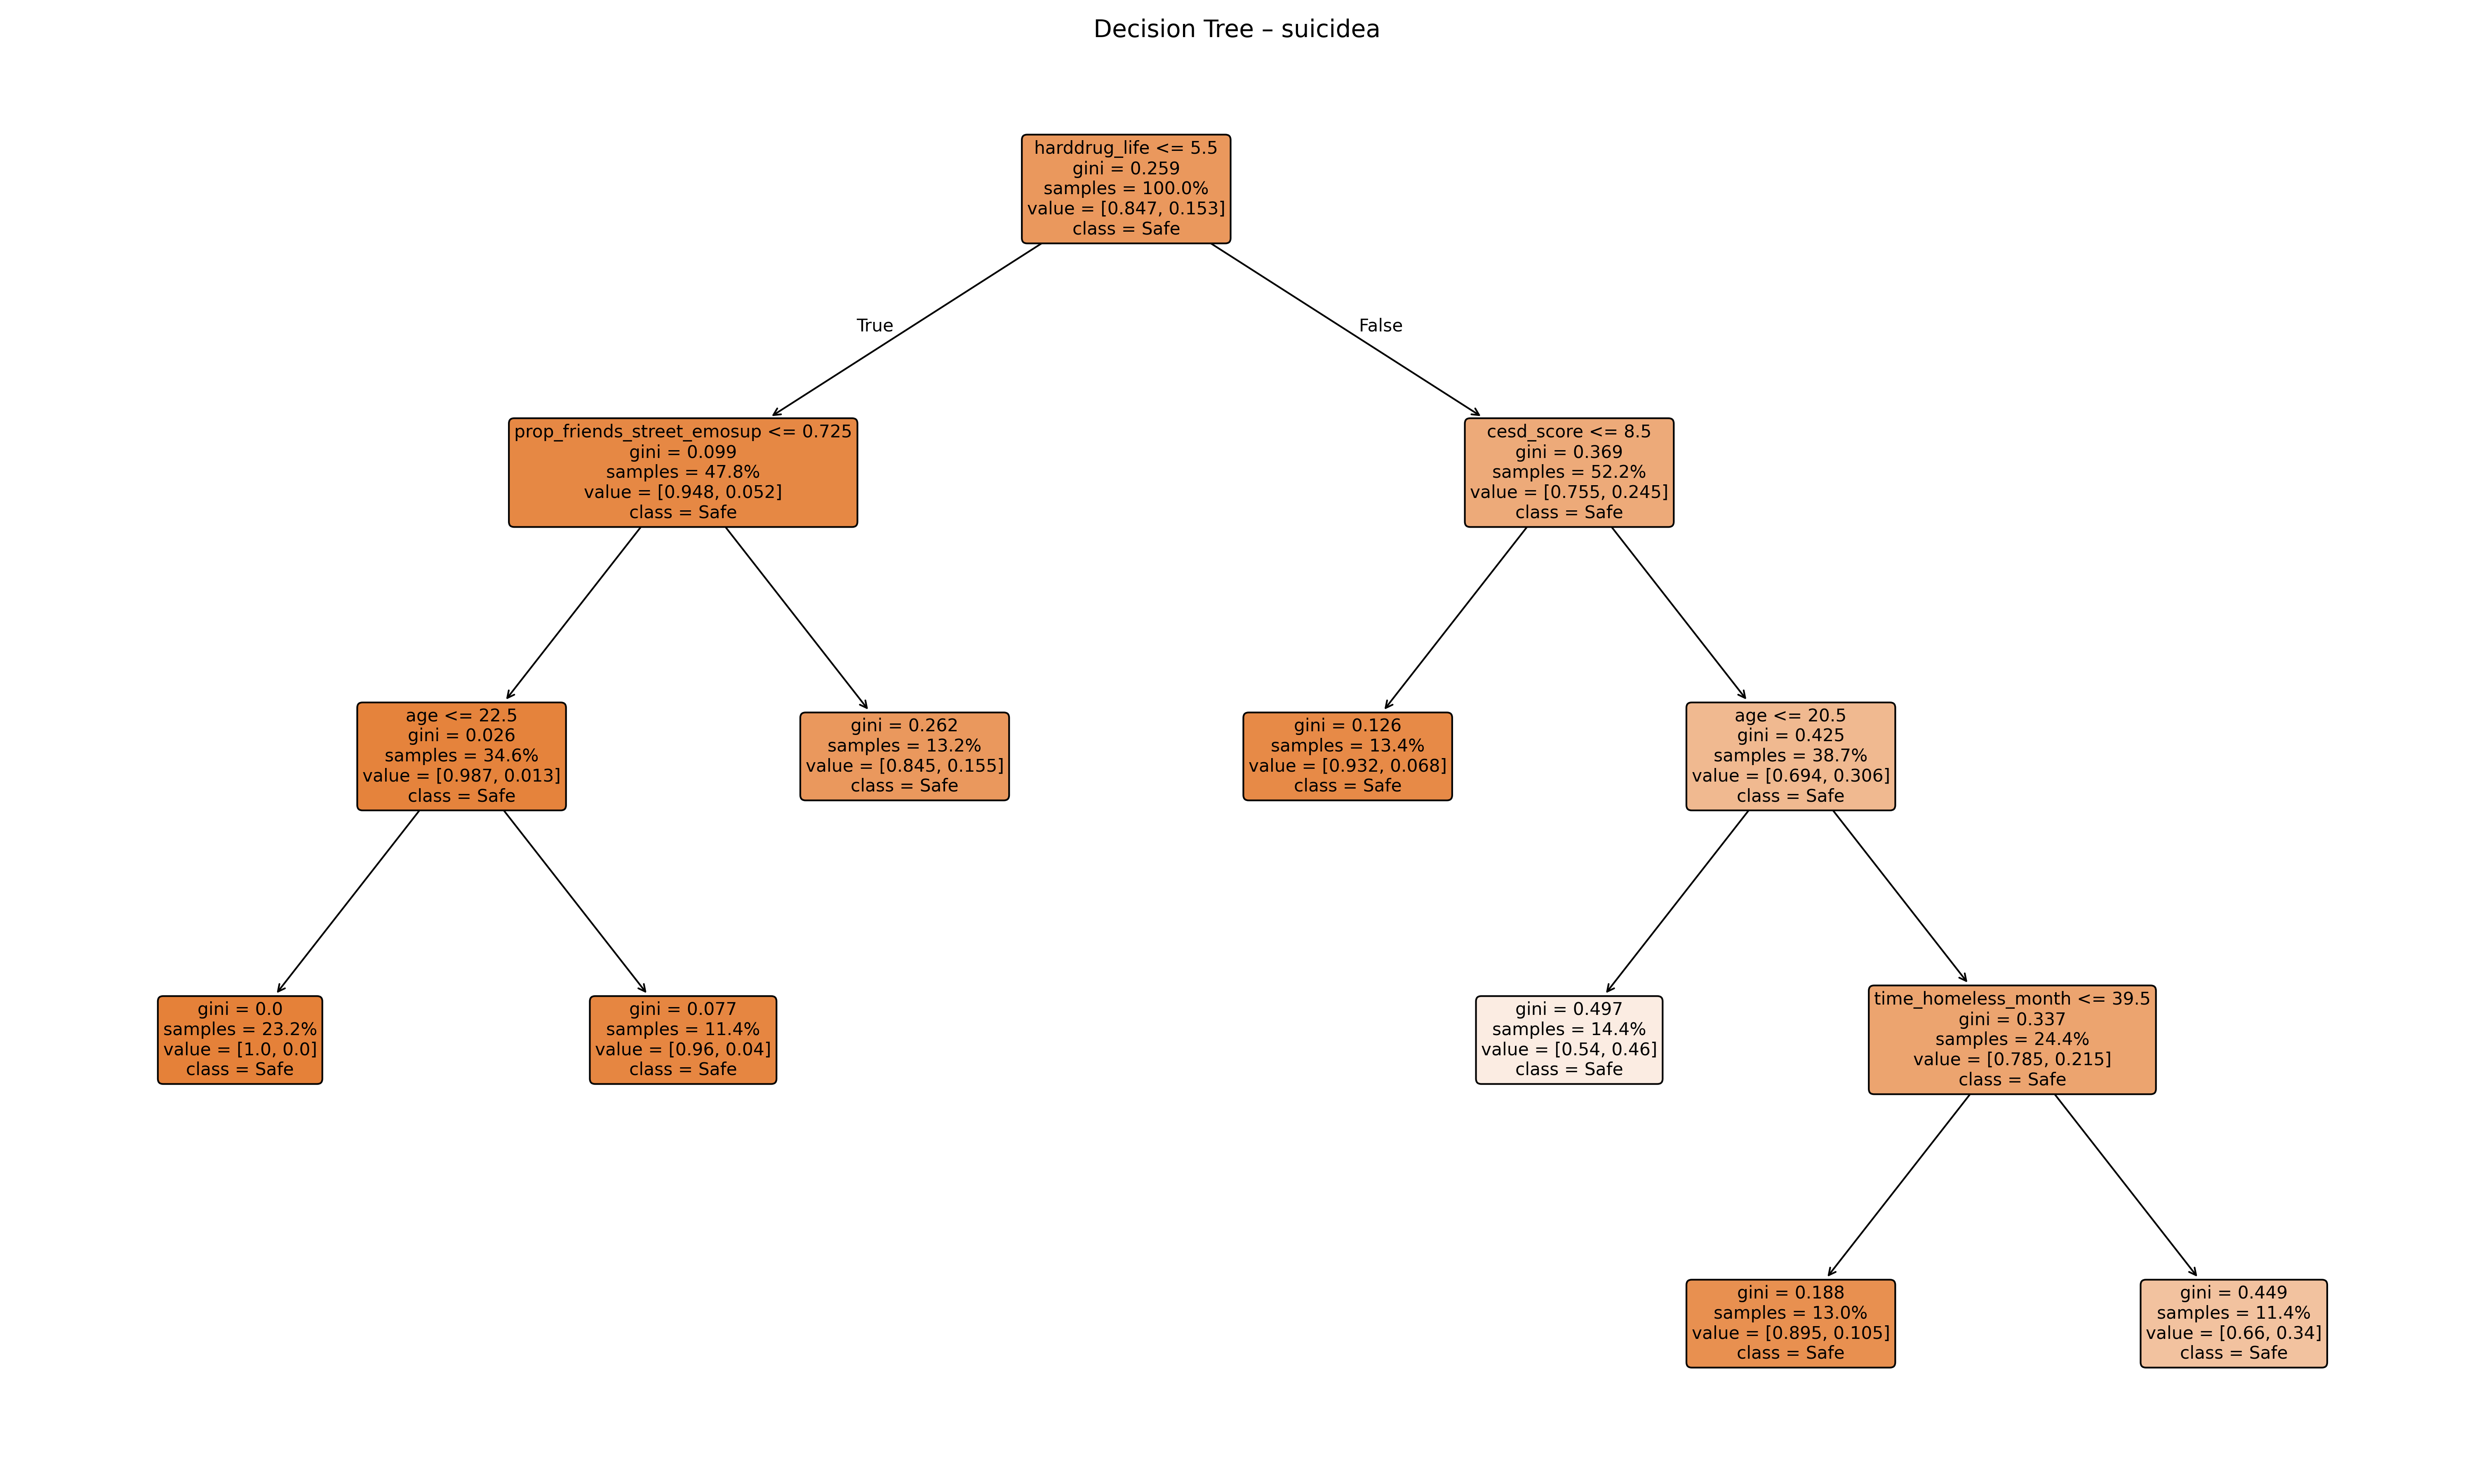 Decision Tree – suicidea
harddrug_life <= 5.5
gini = 0.259
samples = 100.0%
value = [0.847, 0.153]
class = Safe
True
False
prop_friends_street_emosup <= 0.725
gini = 0.099
samples = 47.8%
value = [0.948, 0.052]
class = Safe
cesd_score <= 8.5
gini = 0.369
samples = 52.2%
value = [0.755, 0.245]
class = Safe
age <= 22.5
gini = 0.026
samples = 34.6%
value = [0.987, 0.013]
class = Safe
gini = 0.262
samples = 13.2%
value = [0.845, 0.155]
class = Safe
gini = 0.126
samples = 13.4%
value = [0.932, 0.068]
class = Safe
age <= 20.5
gini = 0.425
samples = 38.7%
value = [0.694, 0.306]
class = Safe
gini = 0.0
samples = 23.2%
value = [1.0, 0.0]
class = Safe
gini = 0.077
samples = 11.4%
value = [0.96, 0.04]
class = Safe
gini = 0.497
samples = 14.4%
value = [0.54, 0.46]
class = Safe
time_homeless_month <= 39.5
gini = 0.337
samples = 24.4%
value = [0.785, 0.215]
class = Safe
gini = 0.188
samples = 13.0%
value = [0.895, 0.105]
class = Safe
gini = 0.449
samples = 11.4%
value = [0.66, 0.34]
class = Safe